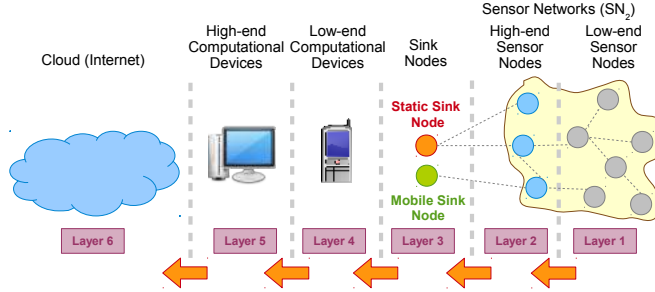 Sensor Networks (SN2)
Cloud (Internet)
High-end
Computational
Devices
Low-end
Computational
Devices
Sink
Nodes
High-end
Sensor
Nodes
Low-end
Sensor
Nodes
Static Sink
Node
Mobile Sink
Node
Layer 6
Layer 5
Layer 4
Layer 3
Layer 2
Layer 1